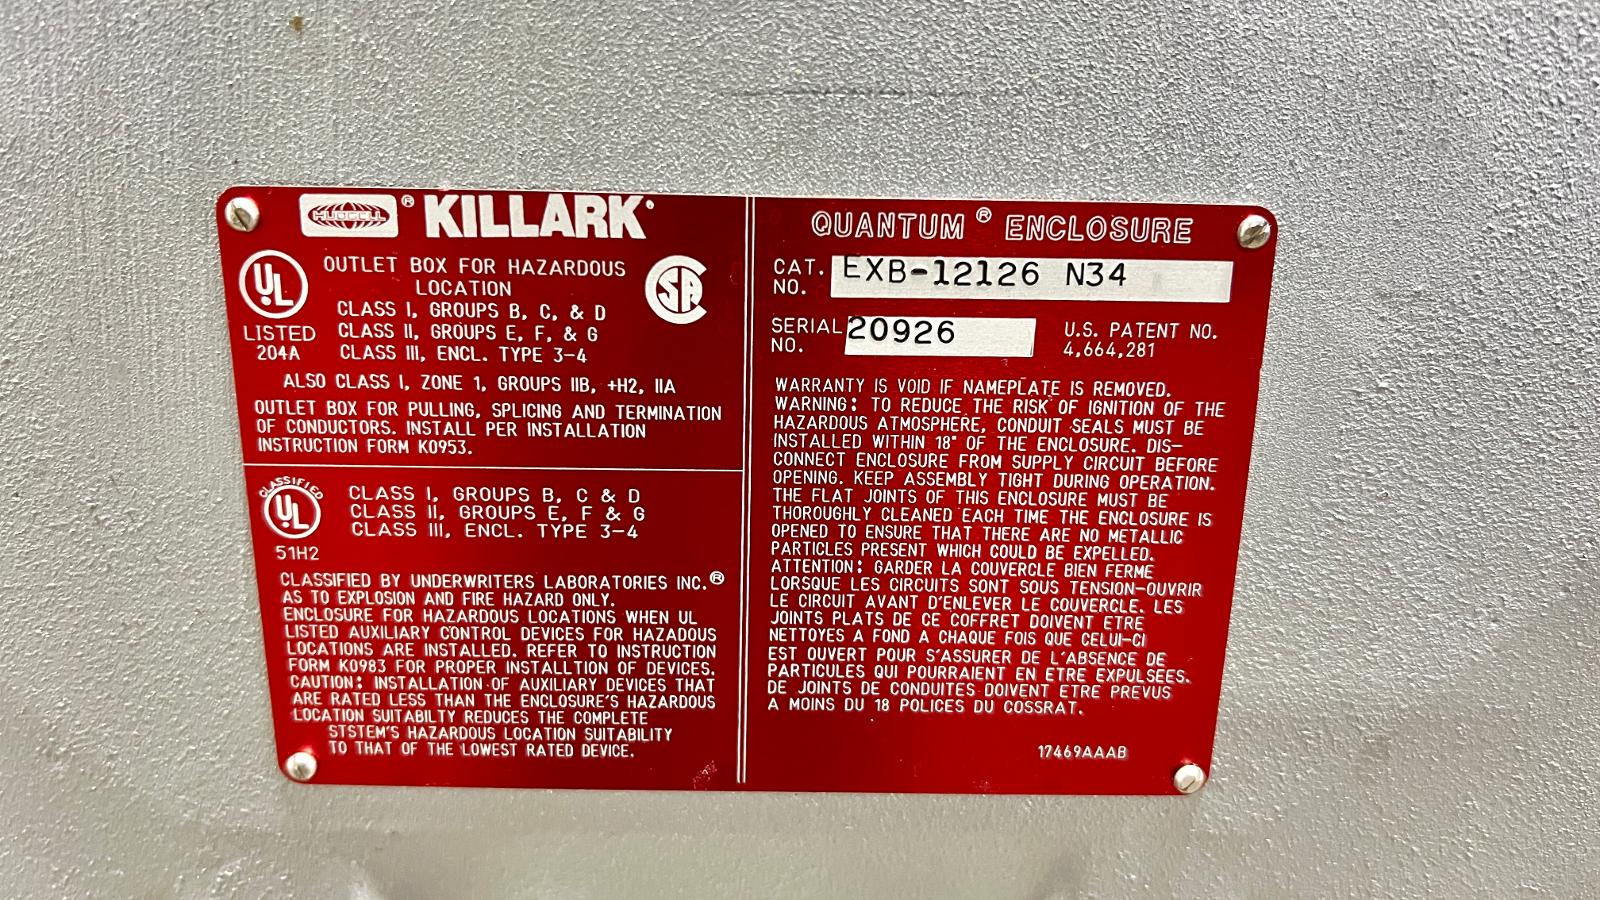 HUBBELL ® KILLARK®
UL
LISTED
204A
OUTLET BOX FOR HAZARDOUS
LOCATION
CLASS I, GROUPS B, C, & D
CLASS II, GROUPS E, F, & G
CLASS III, ENCL. TYPE 3-4
SA
ALSO CLASS I, ZONE 1, GROUPS IIB, +H2, IIA
OUTLET BOX FOR PULLING, SPLICING AND TERMINATION
OF CONDUCTORS. INSTALL PER INSTALLATION
INSTRUCTION FORM K0953.
CLASSIFIED
UL
51H2
CLASS I, GROUPS B, C & D
CLASS II, GROUPS E, F & G
CLASS III, ENCL. TYPE 3-4
CLASSIFIED BY UNDERWRITERS LABORATORIES INC.®
AS TO EXPLOSION AND FIRE HAZARD ONLY.
ENCLOSURE FOR HAZARDOUS LOCATIONS WHEN UL
LISTED AUXILIARY CONTROL DEVICES FOR HAZADOUS
LOCATIONS ARE INSTALLED. REFER TO INSTRUCTION
FORM K0983 FOR PROPER INSTALLTION OF DEVICES.
CAUTION: INSTALLATION OF AUXILIARY DEVICES THAT
ARE RATED LESS THAN THE ENCLOSURE'S HAZARDOUS
LOCATION SUITABILTY REDUCES THE COMPLETE
STSTEM'S HAZARDOUS LOCATION SUITABILITY
TO THAT OF THE LOWEST RATED DEVICE.
QUANTUM ® ENCLOSURE
CAT. NO. EXB-12126 N34
SERIAL NO. 20926
U.S. PATENT NO.
4,664,281
WARRANTY IS VOID IF NAMEPLATE IS REMOVED.
WARNING: TO REDUCE THE RISK OF IGNITION OF THE
HAZARDOUS ATMOSPHERE, CONDUIT SEALS MUST BE
INSTALLED WITHIN 18" OF THE ENCLOSURE. DIS-
CONNECT ENCLOSURE FROM SUPPLY CIRCUIT BEFORE
OPENING. KEEP ASSEMBLY TIGHT DURING OPERATION.
THE FLAT JOINTS OF THIS ENCLOSURE MUST BE
THOROUGHLY CLEANED EACH TIME THE ENCLOSURE IS
OPENED TO ENSURE THAT THERE ARE NO METALLIC
PARTICLES PRESENT WHICH COULD BE EXPELLED.
ATTENTION: GARDER LA COUVERCLE BIEN FERME
LORSQUE LES CIRCUITS SONT SOUS TENSION-OUVRIR
LE CIRCUIT AVANT D'ENLEVER LE COUVERCLE. LES
JOINTS PLATS DE CE COFFRET DOIVENT ETRE
NETTOYES A FOND A CHAQUE FOIS QUE CELUI-CI
EST OUVERT POUR S'ASSURER DE L'ABSENCE DE
PARTICULES QUI POURRAIENT EN ETRE EXPULSEES.
DE JOINTS DE CONDUITES DOIVENT ETRE PREVUS
A MOINS DU 18 POLICES DU COSSRAT.
17469AAAB